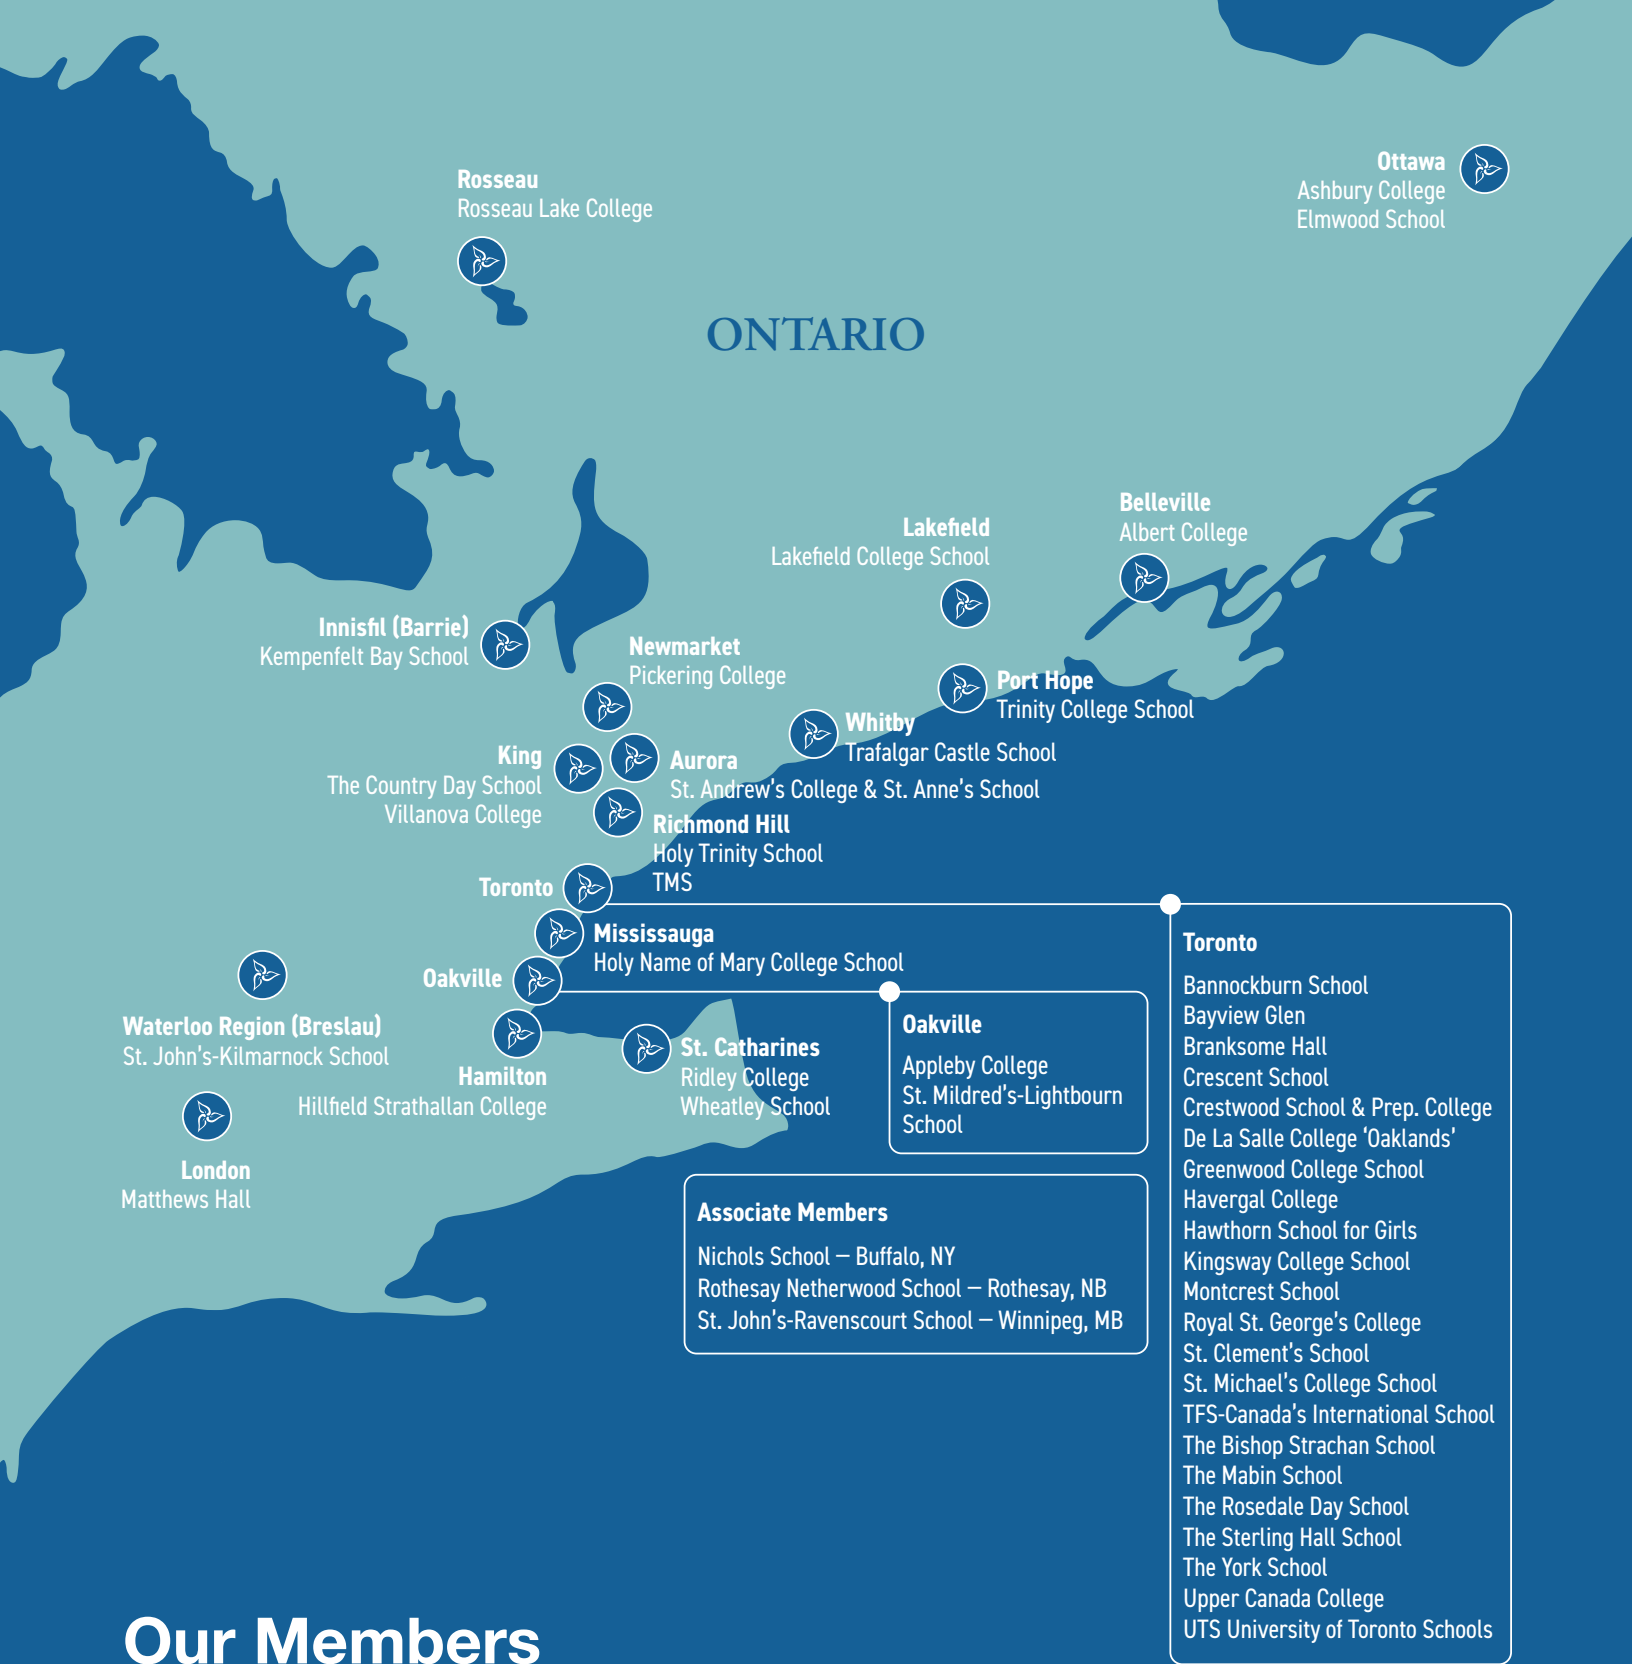 Rosseau
Rosseau Lake College
Ottawa
Ashbury College
Elmwood School
ONTARIO
Belleville
Albert College
Lakefield
Lakefield College School
Innisfil (Barrie)
Kempenfelt Bay School
Newmarket
Pickering College
Port Hope
Trinity College School
Whitby
Trafalgar Castle School
King
The Country Day School
Villanova College
Aurora
St. Andrew's College & St. Anne's School
Richmond Hill
Holy Trinity School
TMS
Toronto
Mississauga
Holy Name of Mary College School
Oakville
Waterloo Region (Breslau)
St. John's-Kilmarnock School
Hamilton
Hillfield Strathallan College
St. Catharines
Ridley College
Wheatley School
London
Matthews Hall
Oakville
Appleby College
St. Mildred's-Lightbourn
School
Associate Members
Nichols School – Buffalo, NY
Rothesay Netherwood School – Rothesay, NB
St. John's-Ravenscourt School – Winnipeg, MB
Toronto
Bannockburn School
Bayview Glen
Branksome Hall
Crescent School
Crestwood School & Prep. College
De La Salle College ‘Oaklands’
Greenwood College School
Havergal College
Hawthorn School for Girls
Kingsway College School
Montcrest School
Royal St. George's College
St. Clement's School
St. Michael's College School
TFS-Canada's International School
The Bishop Strachan School
The Mabin School
The Rosedale Day School
The Sterling Hall School
The York School
Upper Canada College
UTS University of Toronto Schools
Our Members